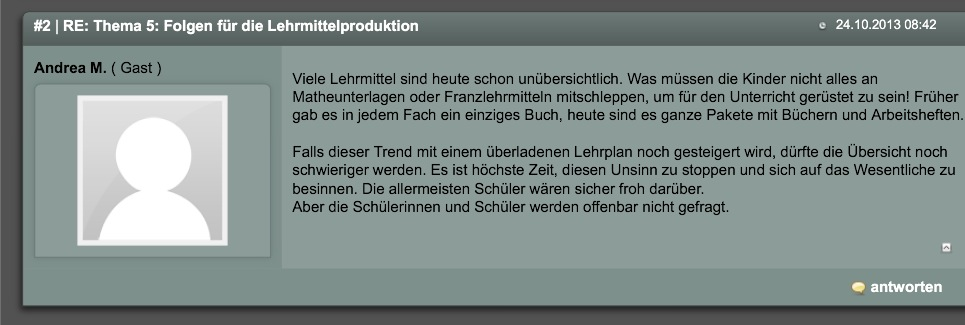 #2 | RE: Thema 5: Folgen für die Lehrmittelproduktion
24.10.2013 08:42
Andrea M. ( Gast )
Viele Lehrmittel sind heute schon unübersichtlich. Was müssen die Kinder nicht alles an
Matheunterlagen oder Franzlehrmitteln mitschleppen, um für den Unterricht gerüstet zu sein! Früher
gab es in jedem Fach ein einziges Buch, heute sind es ganze Pakete mit Büchern und Arbeitsheften.
Falls dieser Trend mit einem überladenen Lehrplan noch gesteigert wird, dürfte die Übersicht noch
schwieriger werden. Es ist höchste Zeit, diesen Unsinn zu stoppen und sich auf das Wesentliche zu
besinnen. Die allermeisten Schüler wären sicher froh darüber.
Aber die Schülerinnen und Schüler werden offenbar nicht gefragt.
antworten